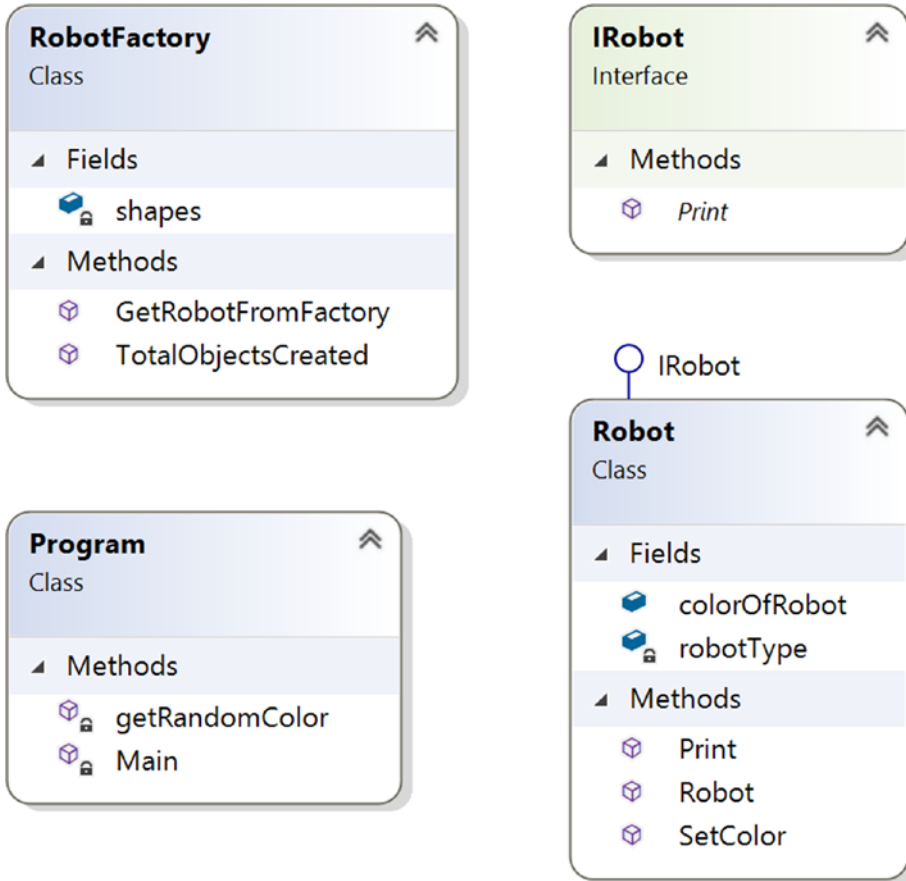 RobotFactory
Class
Fields
shapes
Methods
GetRobotFromFactory
TotalObjectsCreated
IRobot
Interface
Methods
Print
Program
Class
Methods
getRandomColor
Main
IRobot
Robot
Class
Fields
colorOfRobot
robotType
Methods
Print
Robot
SetColor